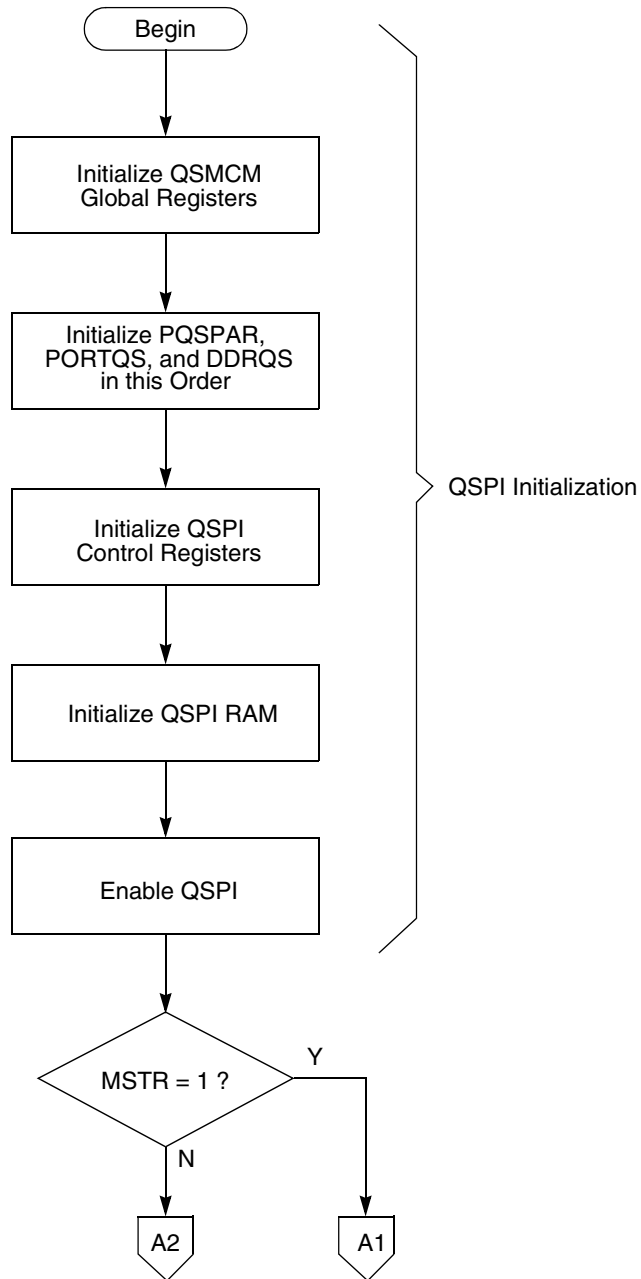 Begin
Initialize QSMCM
Global Registers
Initialize PQSPAR,
PORTQS, and DDRQS
in this Order
QSPI Initialization
Initialize QSPI
Control Registers
Initialize QSPI RAM
Enable QSPI
MSTR = 1 ?
Y
N
A2
A1